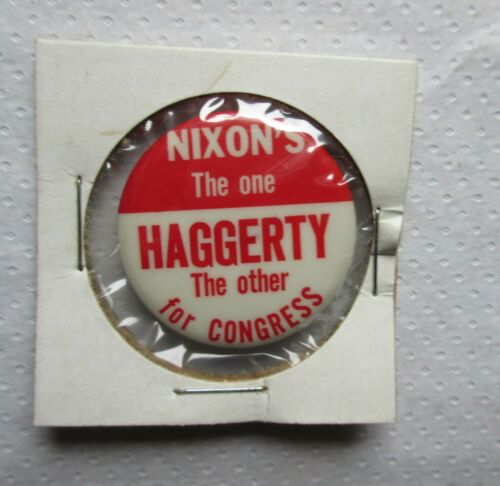 NIXON'S
The one
HAGGERTY
The other
for CONGRESS